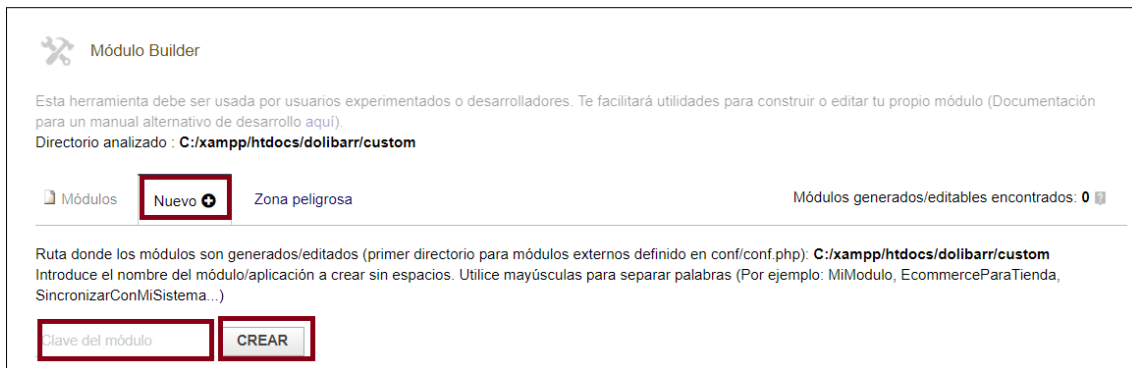 Módulo Builder
Esta herramienta debe ser usada por usuarios experimentados o desarrolladores. Te facilitará utilidades para construir o editar tu propio módulo (Documentación
para un manual alternativo de desarrollo aquí).
Directorio analizado : C:/xampp/htdocs/dolibarr/custom
Módulos Nuevo Zona peligrosa Módulos generados/editables encontrados: 0
Ruta donde los módulos son generados/editados (primer directorio para módulos externos definido en conf/conf.php): C:/xampp/htdocs/dolibarr/custom
Introduce el nombre del módulo/aplicación a crear sin espacios. Utilice mayúsculas para separar palabras (Por ejemplo: MiModulo, EcommerceParaTienda,
SincronizarConMiSistema...)
Clave del módulo CREAR